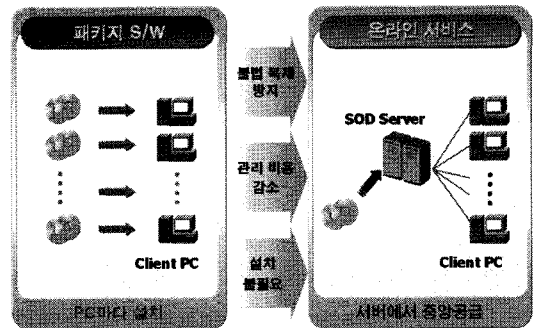 패키지 S/W
Client PC
PC마다 설치
불법 복제
방지
관리 비용
감소
설치
불필요
온라인 서비스
SOD Server
Client PC
서버에서 중앙공급